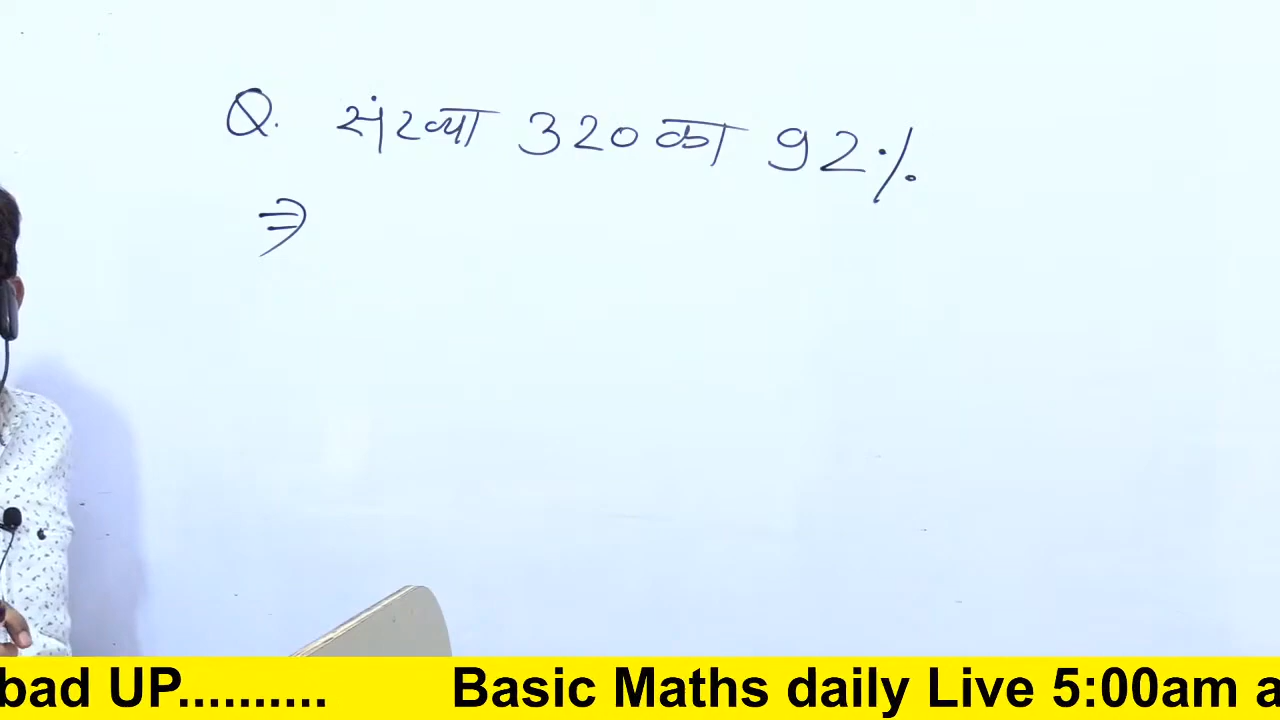 Q. संख्या 320 का 92%
⇒
bad UP.......... Basic Maths daily Live 5:00am a